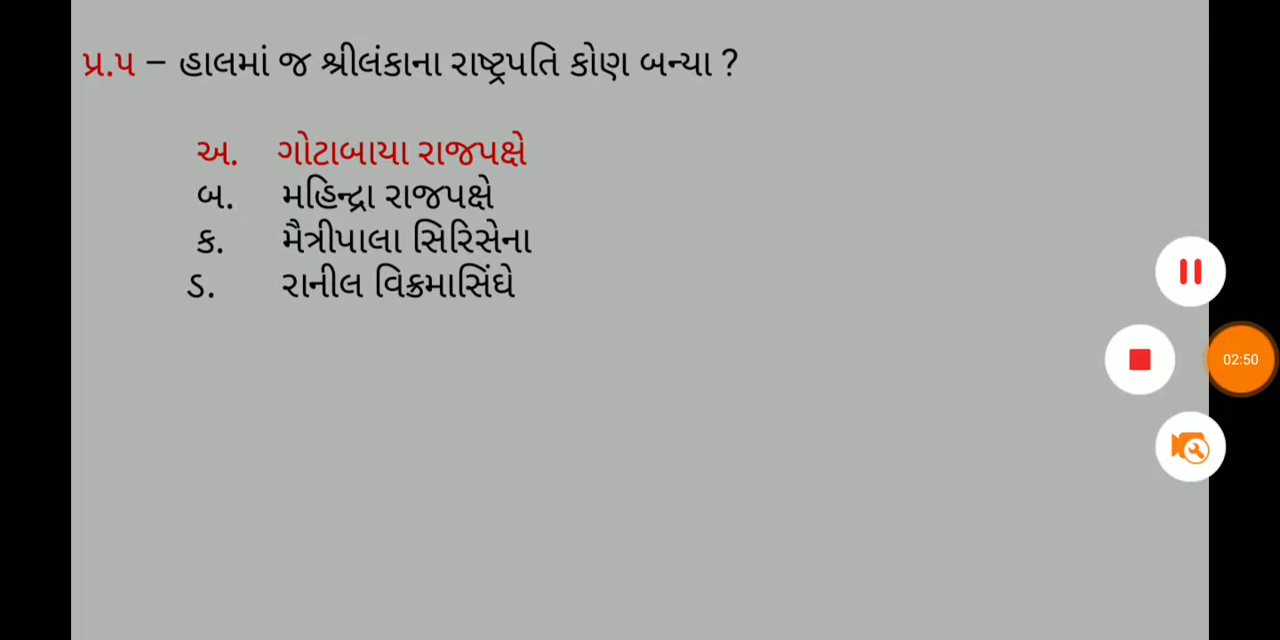 પ્ર.૫ – હાલમાં જ શ્રીલંકાના રાષ્ટ્રપતિ કોણ બન્યા ?
અ. ગોટાબાયા રાજપક્ષે
બ. મહિન્દ્રા રાજપક્ષે
ક. મૈત્રીપાલા સિરિસેના
ડ. રાનીલ વિક્રમાસિંઘે
02:50